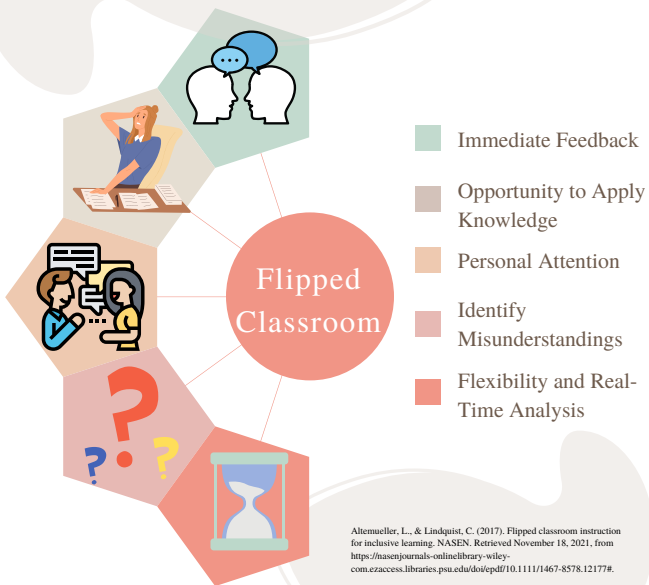 Flipped
Classroom
Immediate Feedback
Opportunity to Apply
Knowledge
Personal Attention
Identify
Misunderstandings
Flexibility and Real-
Time Analysis
Altemueller, L., & Lindquist, C. (2017). Flipped classroom instruction
for inclusive learning. NASEN. Retrieved November 18, 2021, from
https://nasenjournals-onlinelibrary-wiley-
com.ezaccess.libraries.psu.edu/doi/epdf/10.1111/1467-8578.12177#.